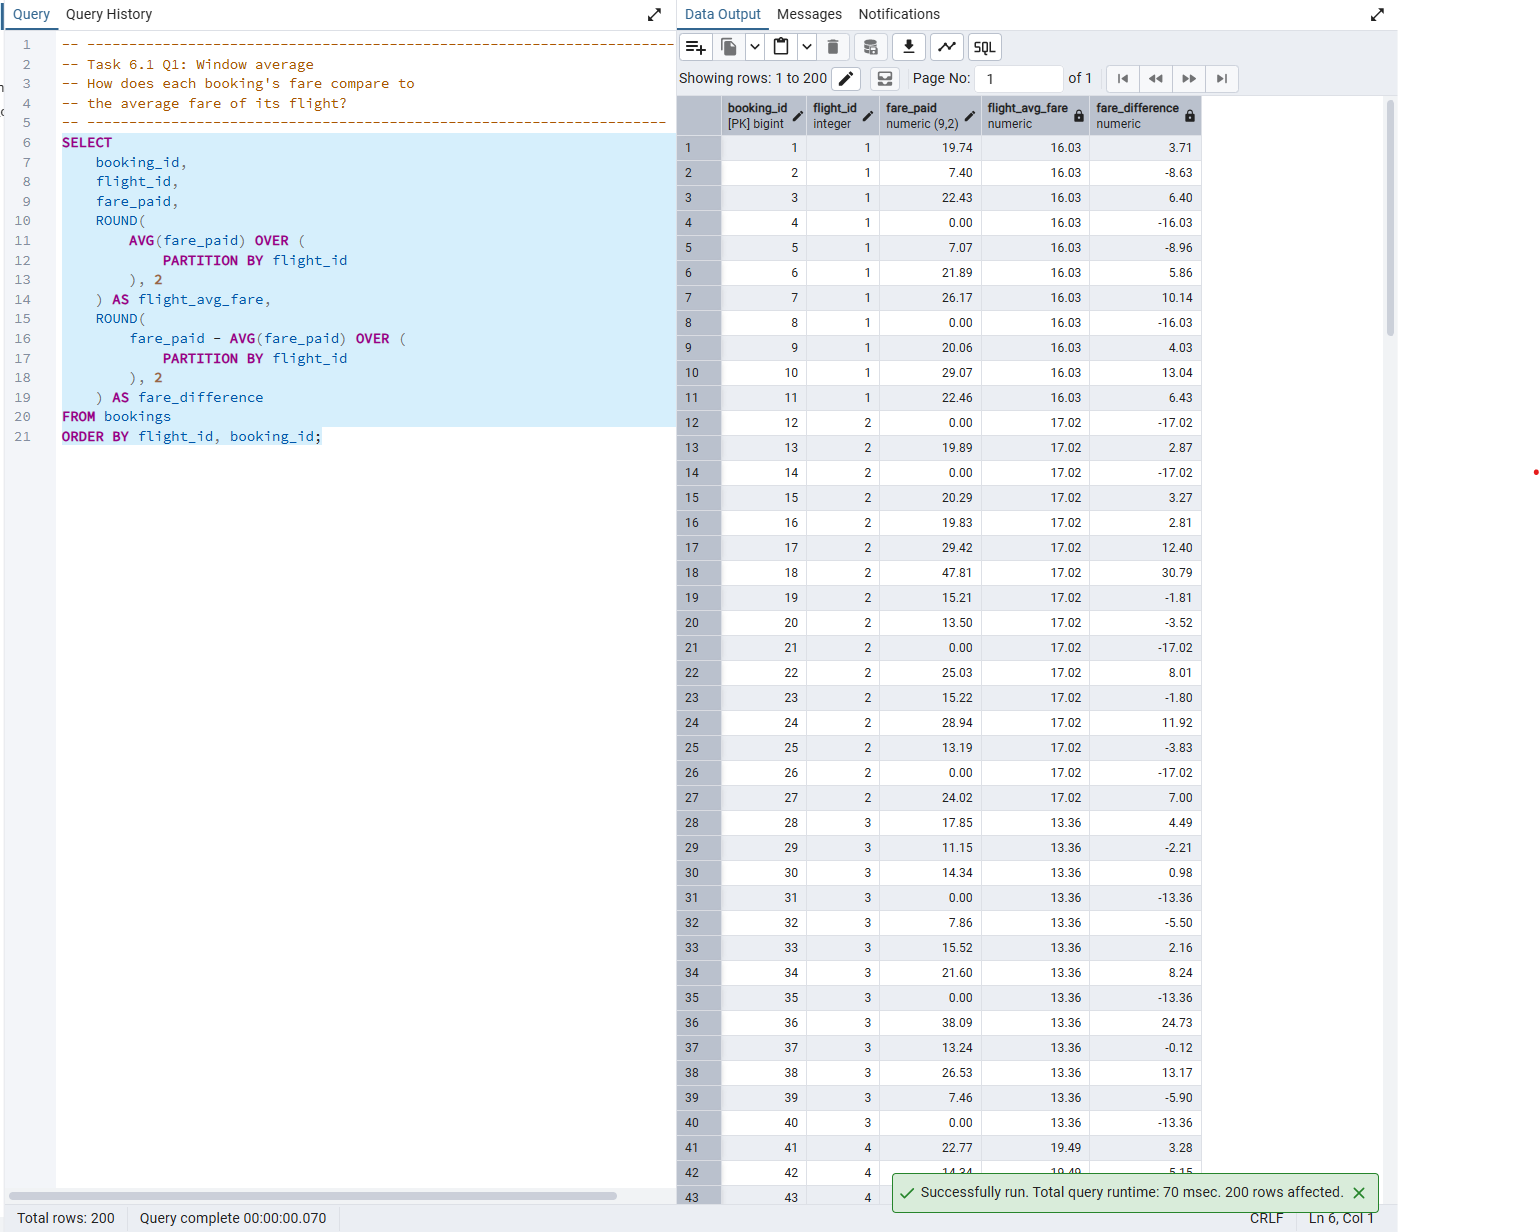 Query Query History
1 -- ----------------------------------------------------------------------
2 -- Task 6.1 Q1: Window average
3 -- How does each booking's fare compare to
4 -- the average fare of its flight?
5 -- ---------------------------------------------------------------------
6 SELECT
7 booking_id,
8 flight_id,
9 fare_paid,
10 ROUND(
11 AVG(fare_paid) OVER (
12 PARTITION BY flight_id
13 ), 2
14 ) AS flight_avg_fare,
15 ROUND(
16 fare_paid - AVG(fare_paid) OVER (
17 PARTITION BY flight_id
18 ), 2
19 ) AS fare_difference
20 FROM bookings
21 ORDER BY flight_id, booking_id;
Data Output Messages Notifications
SQL
Showing rows: 1 to 200 Page No: 1 of 1
booking_id flight_id fare_paid flight_avg_fare fare_difference
[PK] bigint integer numeric (9,2) numeric numeric
1 1 1 19.74 16.03 3.71
2 2 1 7.40 16.03 -8.63
3 3 1 22.43 16.03 6.40
4 4 1 0.00 16.03 -16.03
5 5 1 7.07 16.03 -8.96
6 6 1 21.89 16.03 5.86
7 7 1 26.17 16.03 10.14
8 8 1 0.00 16.03 -16.03
9 9 1 20.06 16.03 4.03
10 10 1 29.07 16.03 13.04
11 11 1 22.46 16.03 6.43
12 12 2 0.00 17.02 -17.02
13 13 2 19.89 17.02 2.87
14 14 2 0.00 17.02 -17.02
15 15 2 20.29 17.02 3.27
16 16 2 19.83 17.02 2.81
17 17 2 29.42 17.02 12.40
18 18 2 47.81 17.02 30.79
19 19 2 15.21 17.02 -1.81
20 20 2 13.50 17.02 -3.52
21 21 2 0.00 17.02 -17.02
22 22 2 25.03 17.02 8.01
23 23 2 15.22 17.02 -1.80
24 24 2 28.94 17.02 11.92
25 25 2 13.19 17.02 -3.83
26 26 2 0.00 17.02 -17.02
27 27 2 24.02 17.02 7.00
28 28 3 17.85 13.36 4.49
29 29 3 11.15 13.36 -2.21
30 30 3 14.34 13.36 0.98
31 31 3 0.00 13.36 -13.36
32 32 3 7.86 13.36 -5.50
33 33 3 15.52 13.36 2.16
34 34 3 21.60 13.36 8.24
35 35 3 0.00 13.36 -13.36
36 36 3 38.09 13.36 24.73
37 37 3 13.24 13.36 -0.12
38 38 3 26.53 13.36 13.17
39 39 3 7.46 13.36 -5.90
40 40 3 0.00 13.36 -13.36
41 41 4 22.77 19.49 3.28
42 42 4
43 43 4
Successfully run. Total query runtime: 70 msec. 200 rows affected.
Total rows: 200 Query complete 00:00:00.070 CRLF Ln 6, Col 1